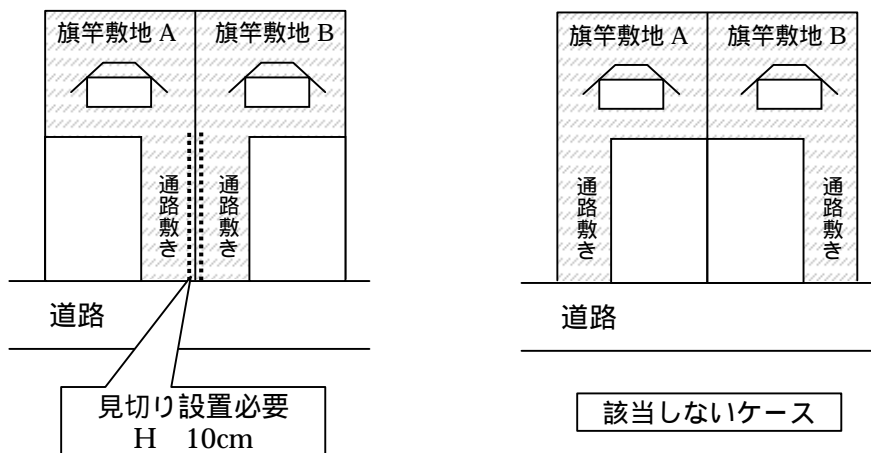 旗竿敷地 A
旗竿敷地 B
通路敷き
通路敷き
道路
見切り設置必要
H 10cm
旗竿敷地 A
旗竿敷地 B
通路敷き
通路敷き
道路
該当しないケース